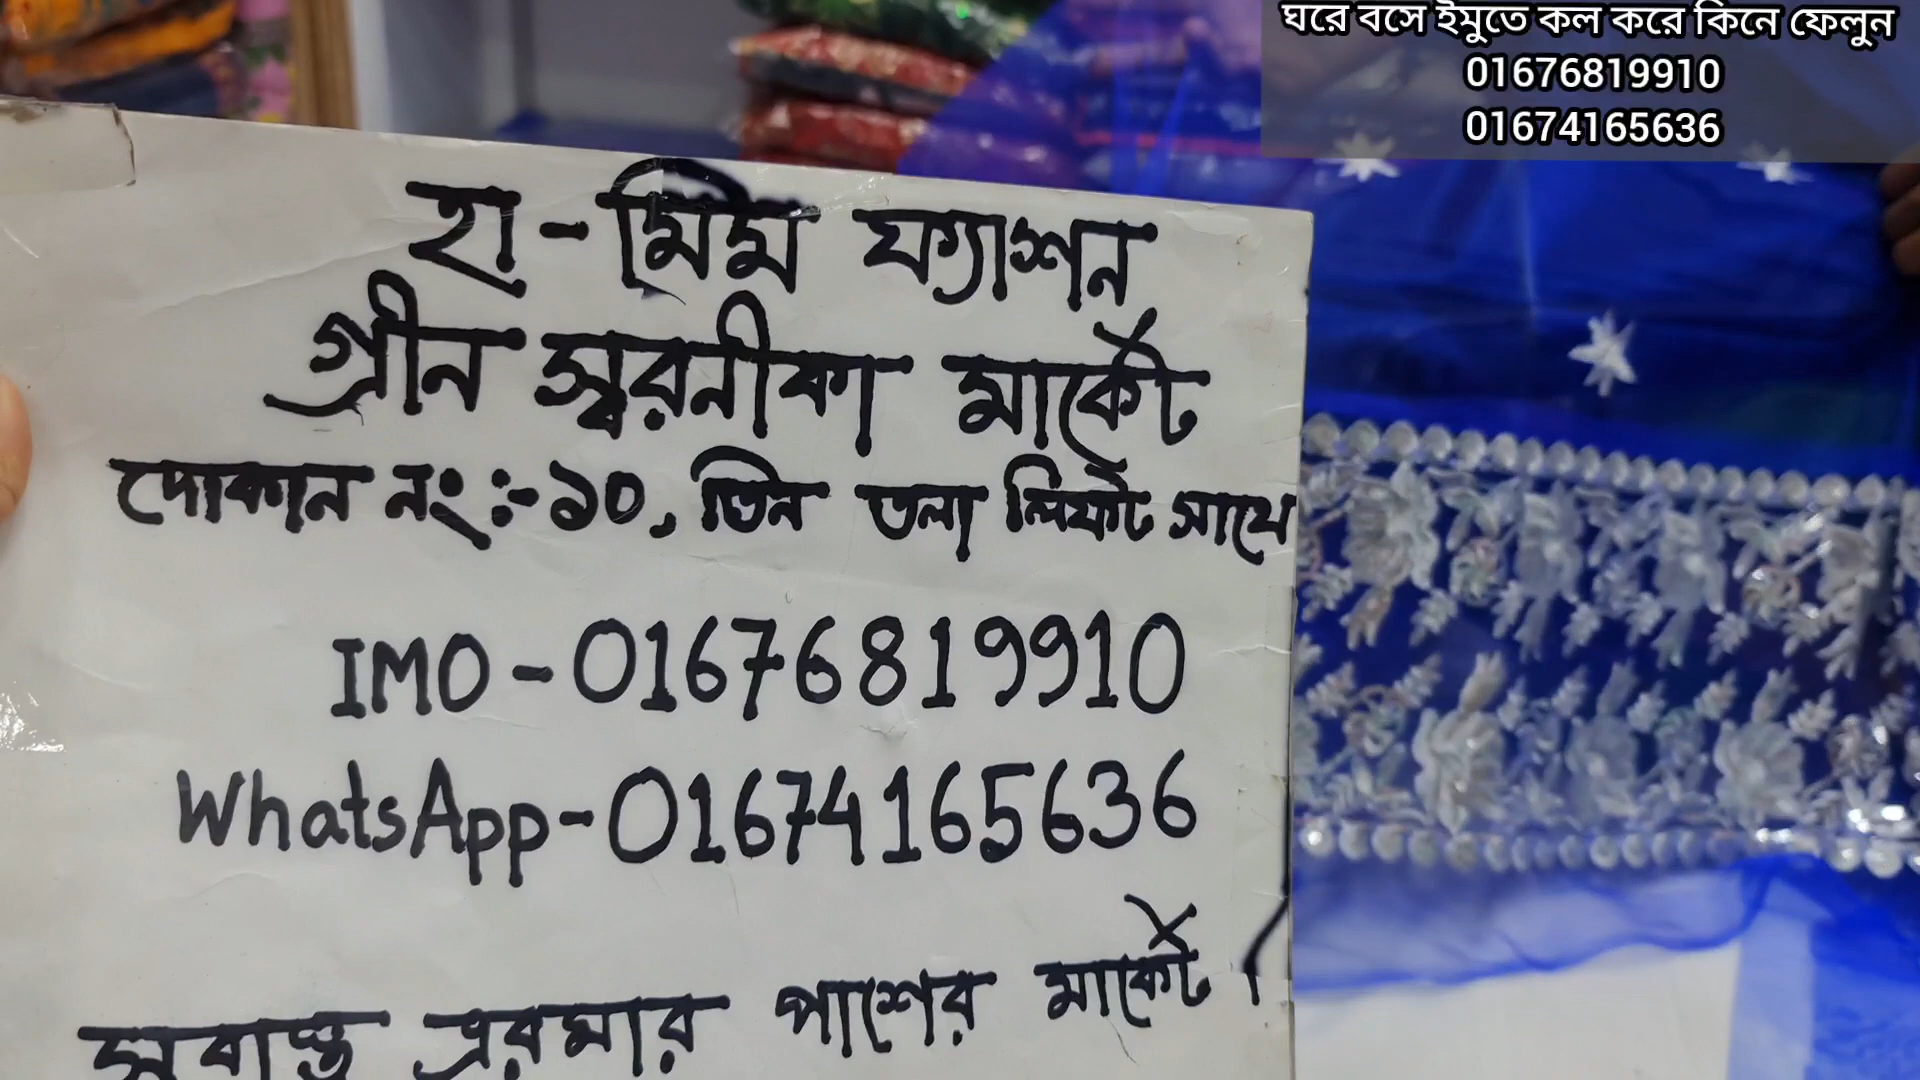 ঘরে বসে ইমুতে কল করে কিনে ফেলুন
01676819910
01674165636
হা-মিম ফ্যাশন
গ্রীন স্বরনীকা মার্কেট
দোকান নং:-১০, তিন তলা লিফট সাথে
IMO-01676819910
WhatsApp-01674165636
পাশের মার্কেট।